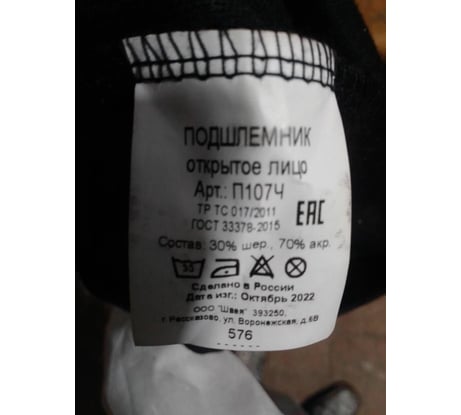 ПОДШЛЕМНИК
открытое лицо
Арт.: П107Ч
ТР ТС 017/2011
ГОСТ 33378-2015
EAC
Состав: 30% шер., 70% акр.
Сделано в России
Дата изг.: Октябрь 2022
ООО "Швея" 393250,
г. Рассказово, ул. Воронежская, д.6В
576